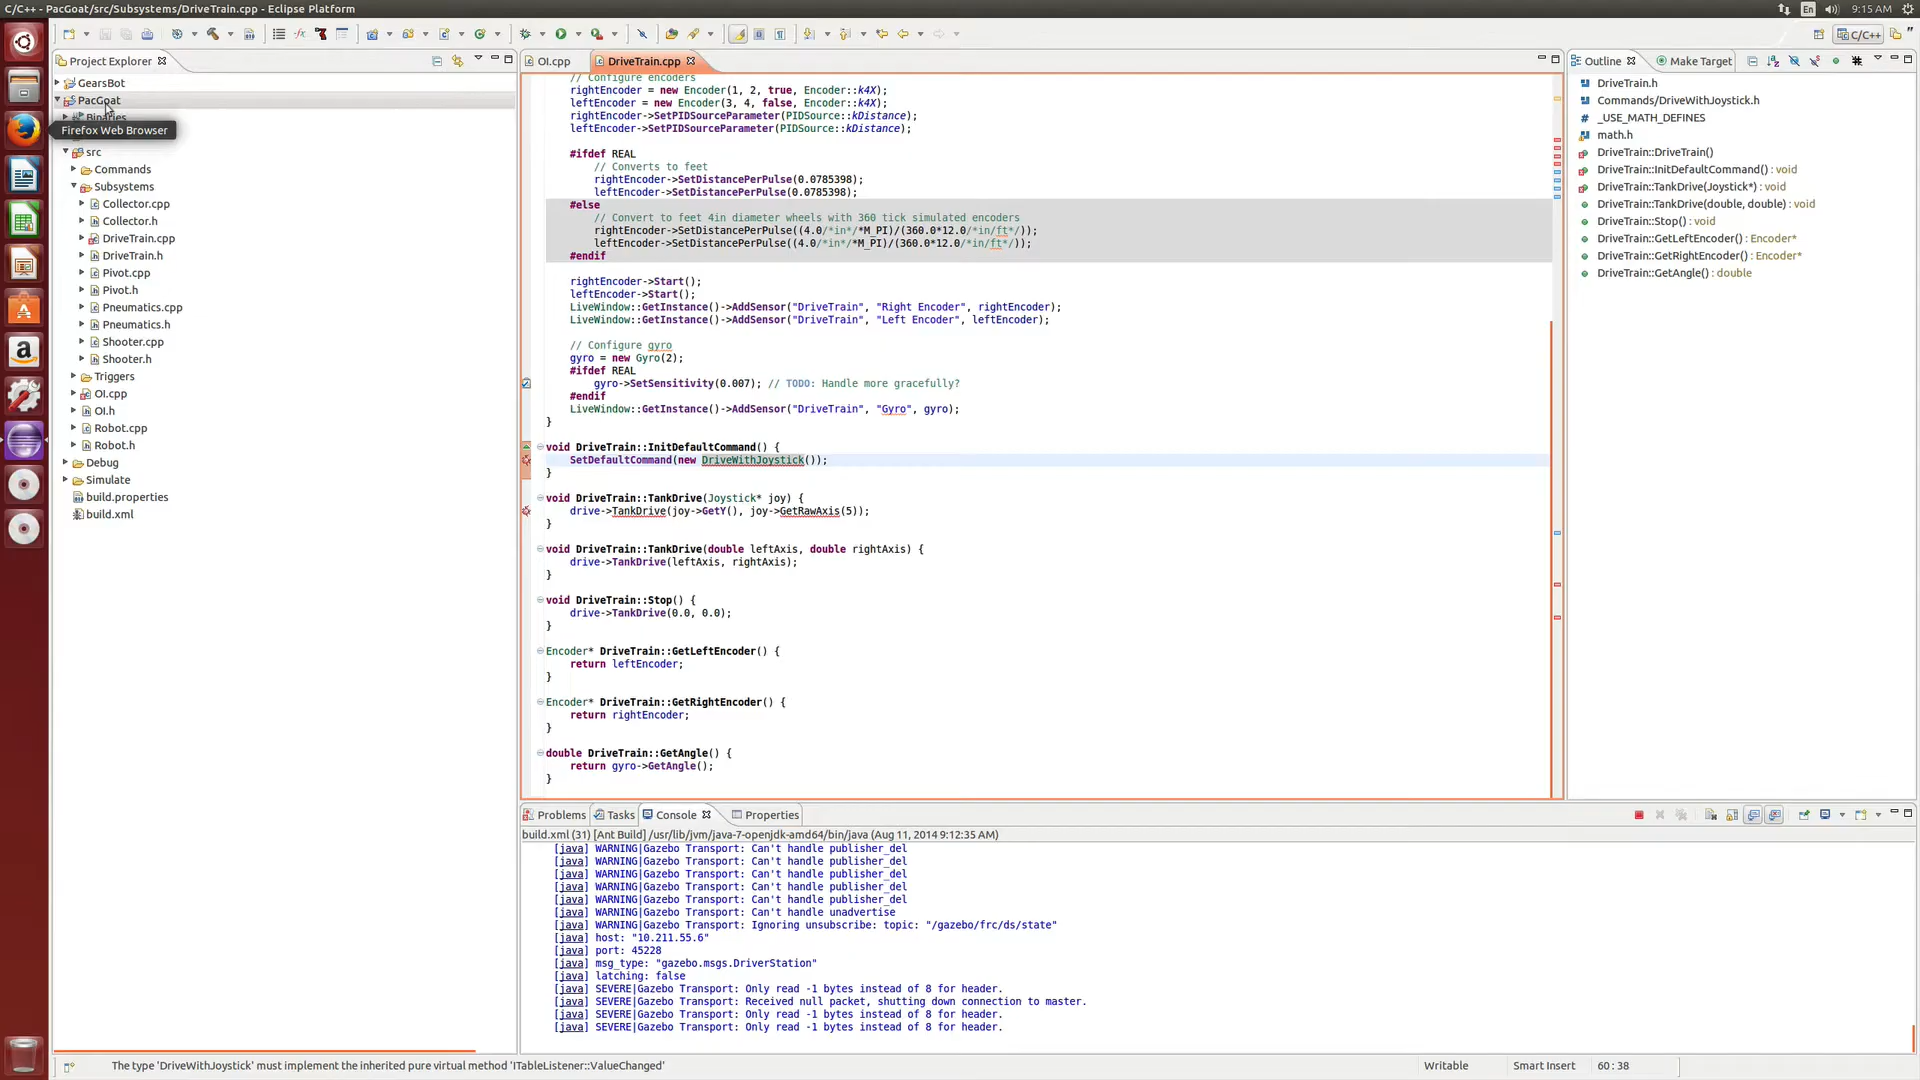 C/C++ - PacGoat/src/Subsystems/DriveTrain.cpp - Eclipse Platform
En
9:15 AM
C/C++
Project Explorer
GearsBot
PacGoat
Binaries
Firefox Web Browser
src
Commands
Subsystems
Collector.cpp
Collector.h
DriveTrain.cpp
DriveTrain.h
Pivot.cpp
Pivot.h
Pneumatics.cpp
Pneumatics.h
Shooter.cpp
Shooter.h
Triggers
OI.cpp
OI.h
Robot.cpp
Robot.h
Debug
Simulate
build.properties
build.xml
OI.cpp
DriveTrain.cpp
// Configure encoders
rightEncoder = new Encoder(1, 2, true, Encoder::k4X);
leftEncoder = new Encoder(3, 4, false, Encoder::k4X);
rightEncoder->SetPIDSourceParameter(PIDSource::kDistance);
leftEncoder->SetPIDSourceParameter(PIDSource::kDistance);
#ifdef REAL
// Converts to feet
rightEncoder->SetDistancePerPulse(0.0785398);
leftEncoder->SetDistancePerPulse(0.0785398);
#else
// Convert to feet 4in diameter wheels with 360 tick simulated encoders
rightEncoder->SetDistancePerPulse((4.0/*in*/*M_PI)/(360.0*12.0/*in/ft*/));
leftEncoder->SetDistancePerPulse((4.0/*in*/*M_PI)/(360.0*12.0/*in/ft*/));
#endif
rightEncoder->Start();
leftEncoder->Start();
LiveWindow::GetInstance()->AddSensor("DriveTrain", "Right Encoder", rightEncoder);
LiveWindow::GetInstance()->AddSensor("DriveTrain", "Left Encoder", leftEncoder);
// Configure gyro
gyro = new Gyro(2);
#ifdef REAL
gyro->SetSensitivity(0.007); // TODO: Handle more gracefully?
#endif
LiveWindow::GetInstance()->AddSensor("DriveTrain", "Gyro", gyro);
}
void DriveTrain::InitDefaultCommand() {
SetDefaultCommand(new DriveWithJoystick());
}
void DriveTrain::TankDrive(Joystick* joy) {
drive->TankDrive(joy->GetY(), joy->GetRawAxis(5));
}
void DriveTrain::TankDrive(double leftAxis, double rightAxis) {
drive->TankDrive(leftAxis, rightAxis);
}
void DriveTrain::Stop() {
drive->TankDrive(0.0, 0.0);
}
Encoder* DriveTrain::GetLeftEncoder() {
return leftEncoder;
}
Encoder* DriveTrain::GetRightEncoder() {
return rightEncoder;
}
double DriveTrain::GetAngle() {
return gyro->GetAngle();
}
Outline
Make Target
DriveTrain.h
Commands/DriveWithJoystick.h
_USE_MATH_DEFINES
math.h
DriveTrain::DriveTrain()
DriveTrain::InitDefaultCommand() : void
DriveTrain::TankDrive(Joystick*) : void
DriveTrain::TankDrive(double, double) : void
DriveTrain::Stop() : void
DriveTrain::GetLeftEncoder() : Encoder*
DriveTrain::GetRightEncoder() : Encoder*
DriveTrain::GetAngle() : double
Problems
Tasks
Console
Properties
build.xml (31) [Ant Build] /usr/lib/jvm/java-7-openjdk-amd64/bin/java (Aug 11, 2014 9:12:35 AM)
[java] WARNING|Gazebo Transport: Can't handle publisher_del
[java] WARNING|Gazebo Transport: Can't handle publisher_del
[java] WARNING|Gazebo Transport: Can't handle publisher_del
[java] WARNING|Gazebo Transport: Can't handle publisher_del
[java] WARNING|Gazebo Transport: Can't handle publisher_del
[java] WARNING|Gazebo Transport: Can't handle unadvertise
[java] WARNING|Gazebo Transport: Ignoring unsubscribe: topic: "/gazebo/frc/ds/state"
[java] host: "10.211.55.6"
[java] port: 45228
[java] msg_type: "gazebo.msgs.DriverStation"
[java] latching: false
[java] SEVERE|Gazebo Transport: Only read -1 bytes instead of 8 for header.
[java] SEVERE|Gazebo Transport: Received null packet, shutting down connection to master.
[java] SEVERE|Gazebo Transport: Only read -1 bytes instead of 8 for header.
[java] SEVERE|Gazebo Transport: Only read -1 bytes instead of 8 for header.
The type 'DriveWithJoystick' must implement the inherited pure virtual method 'ITableListener::ValueChanged'
Writable
Smart Insert
60 : 38